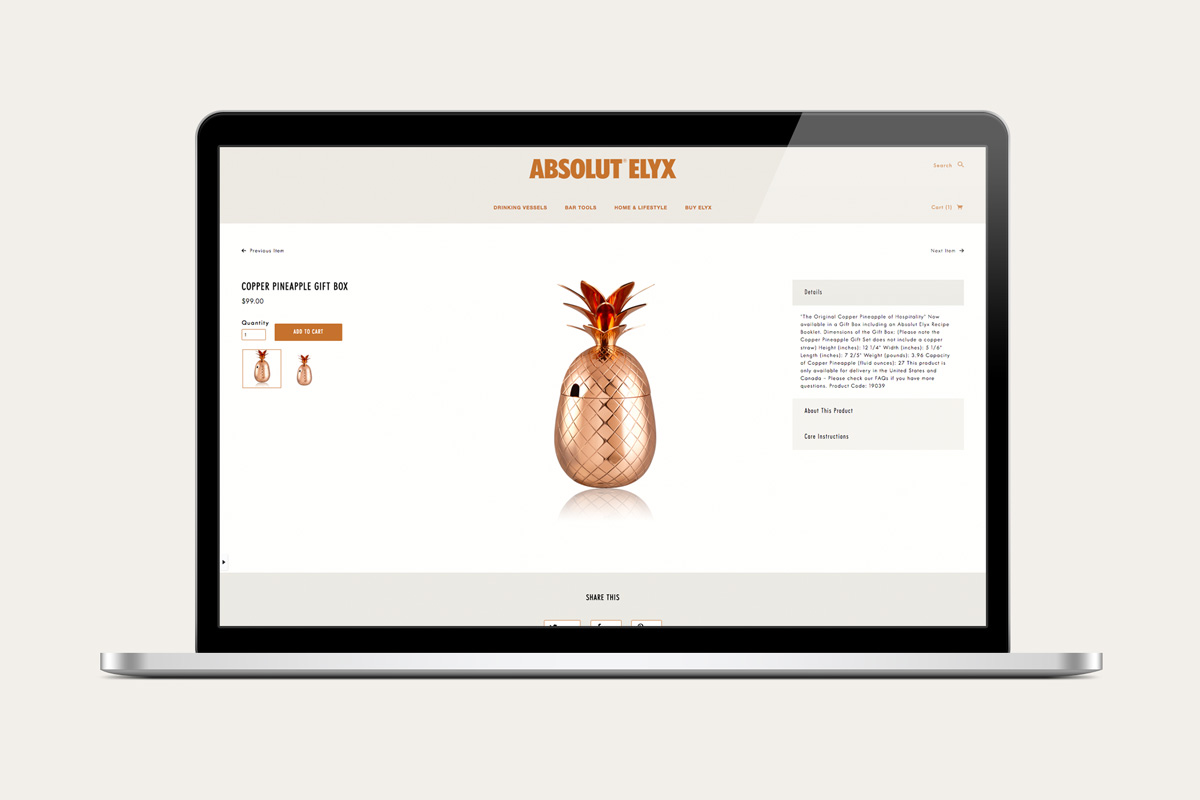 ABSOLUT® ELYX
Search
DRINKING VESSELS BAR TOOLS HOME & LIFESTYLE BUY ELYX
Cart (1)
Previous Item
Next Item
COPPER PINEAPPLE GIFT BOX
$99.00
Quantity
1
ADD TO CART
Details
"The Original Copper Pineapple of Hospitality" Now
available in a Gift Box including an Absolut Elyx Recipe
Booklet. Dimensions of the Gift Box: (Please note the
Copper Pineapple Gift Set does not include a copper
straw) Height (inches): 12 1/4" Width (inches): 5 1/6"
Length (inches): 7 2/5" Weight (pounds): 3.96 Capacity
of Copper Pineapple (fluid ounces): 27 This product is
only available for delivery in the United States and
Canada - Please check our FAQs if you have more
questions. Product Code: 19039
About This Product
Care Instructions
SHARE THIS